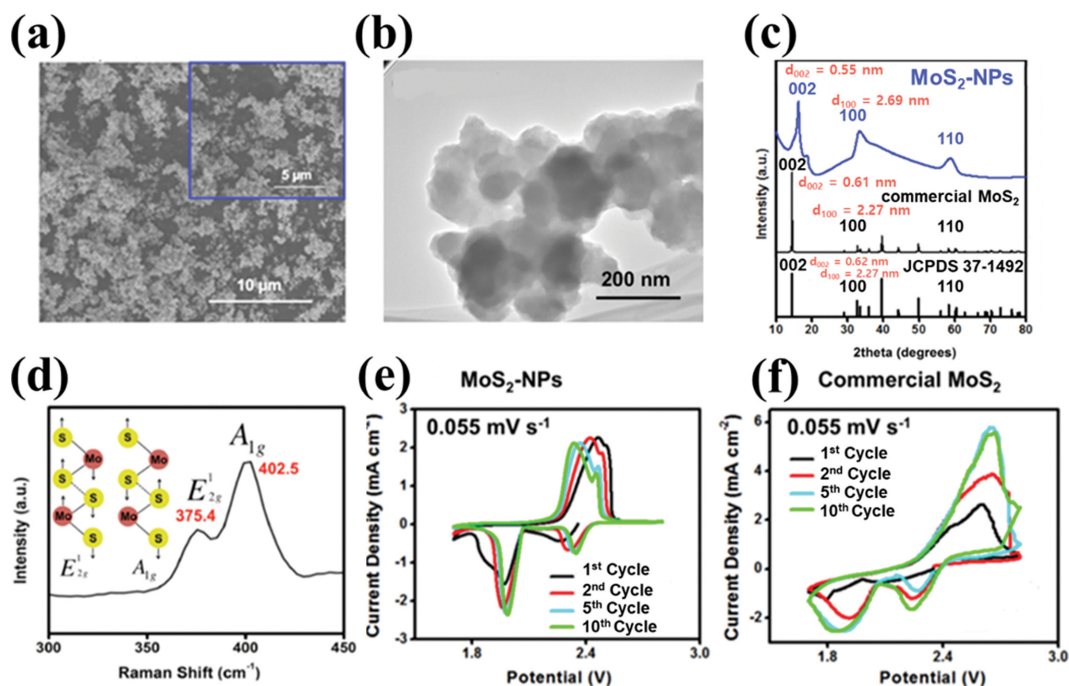 (a)
5 µm
10 µm
(b)
200 nm
(c)
d002 = 0.55 nm
MoS2-NPs
002
d100 = 2.69 nm
100
110
002
d002 = 0.61 nm
commercial MoS2
d100 = 2.27 nm
100
110
d002 = 0.62 nm
002
JCPDS 37-1492
d100 = 2.27 nm
100
110
Intensity (a.u.)
10 20 30 40 50 60 70 80
2theta (degrees)
(d)
S S
Mo Mo
S S S S
Mo Mo
S S
E12g A1g
E12g
375.4
A1g
402.5
Intensity (a.u.)
300 350 400 450
Raman Shift (cm-1)
(e)
MoS2-NPs
0.055 mV s-1
3
2
1
0
-1
-2
-3
1st Cycle
2nd Cycle
5th Cycle
10th Cycle
Current Density (mA cm-2)
1.8 2.4 3.0
Potential (V)
(f)
Commercial MoS2
0.055 mV s-1
6
4
2
0
-2
1st Cycle
2nd Cycle
5th Cycle
10th Cycle
Current Density (mA cm-2)
1.8 2.4 3.0
Potential (V)